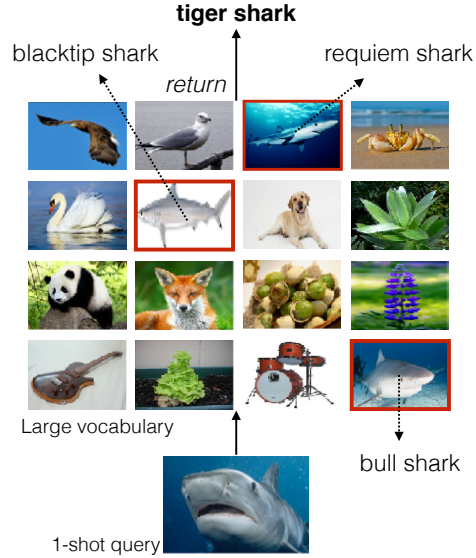 tiger shark
blacktip shark
requiem shark
return
Large vocabulary
bull shark
1-shot query